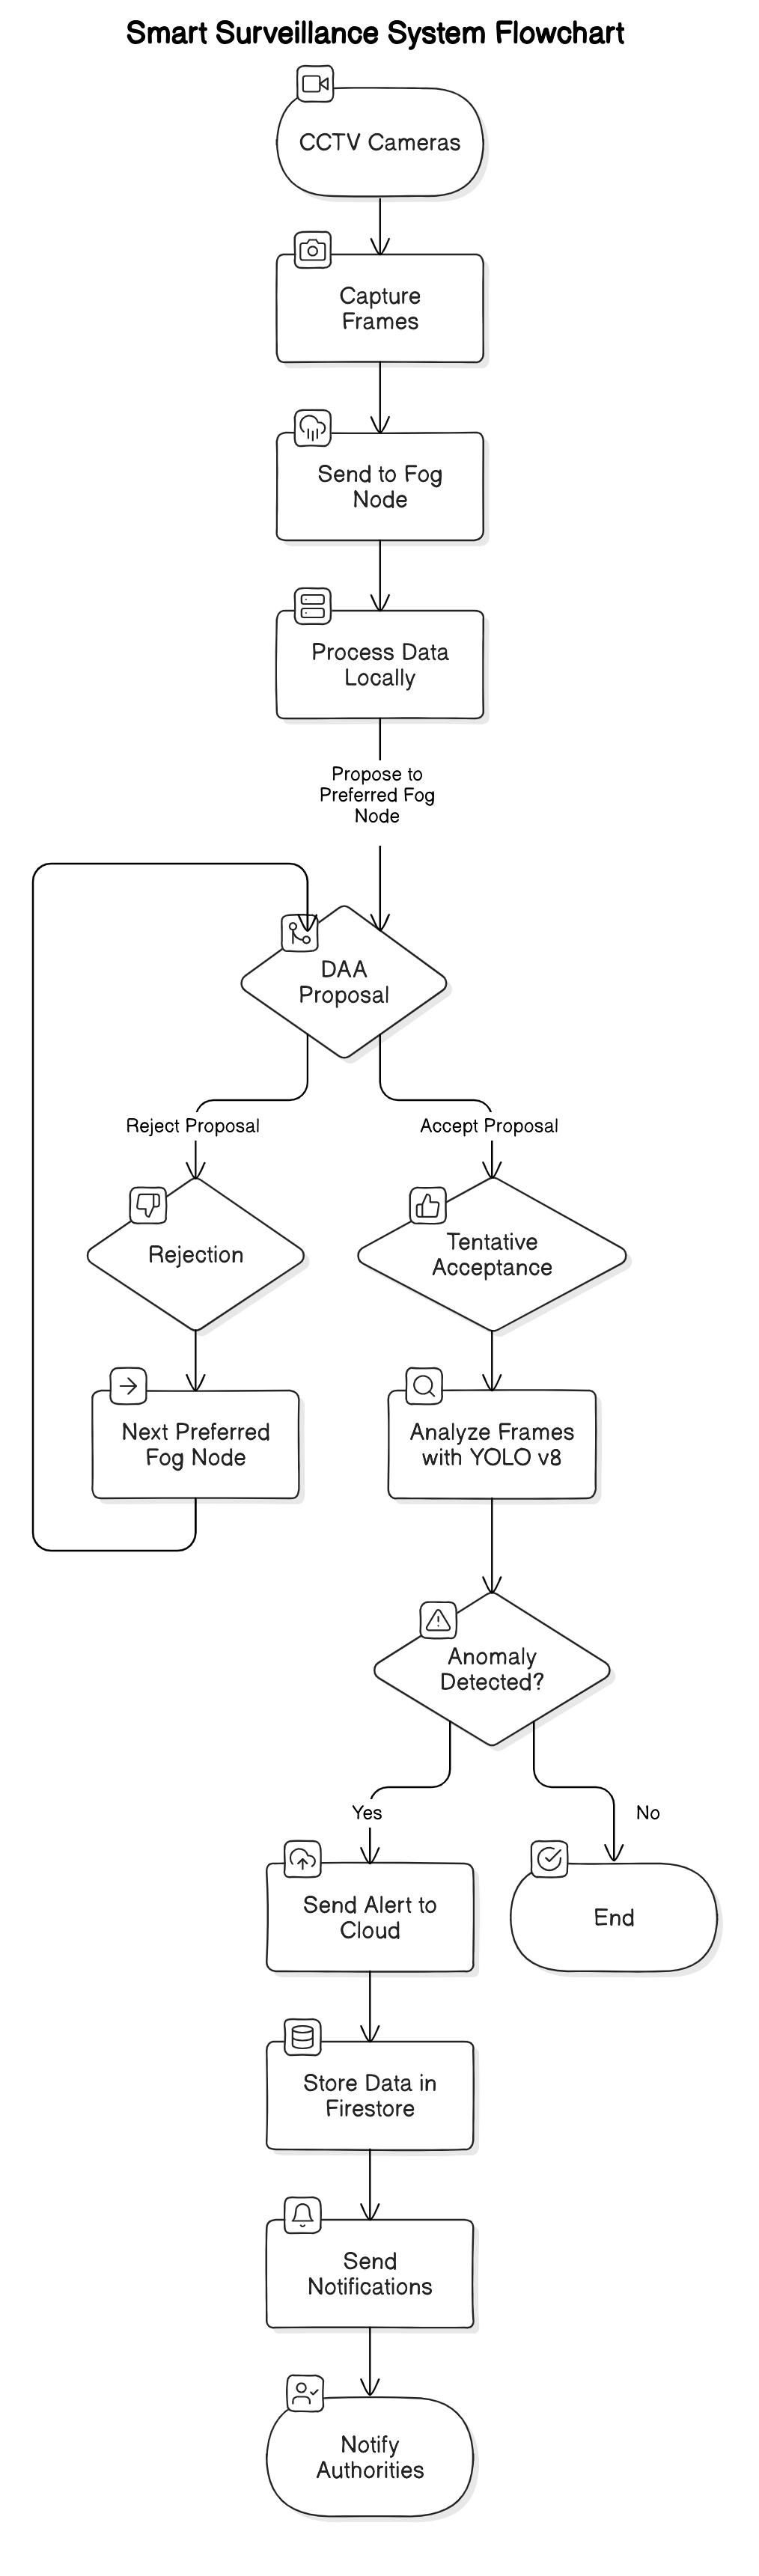 Smart Surveillance System Flowchart
CCTV Cameras
Capture
Frames
Send to Fog
Node
Process Data
Locally
Propose to
Preferred Fog
Node
DAA
Proposal
Reject Proposal
Accept Proposal
Rejection
Tentative
Acceptance
Next Preferred
Fog Node
Analyze Frames
with YOLO v8
Anomaly
Detected?
Yes
No
Send Alert to
Cloud
End
Store Data in
Firestore
Send
Notifications
Notify
Authorities